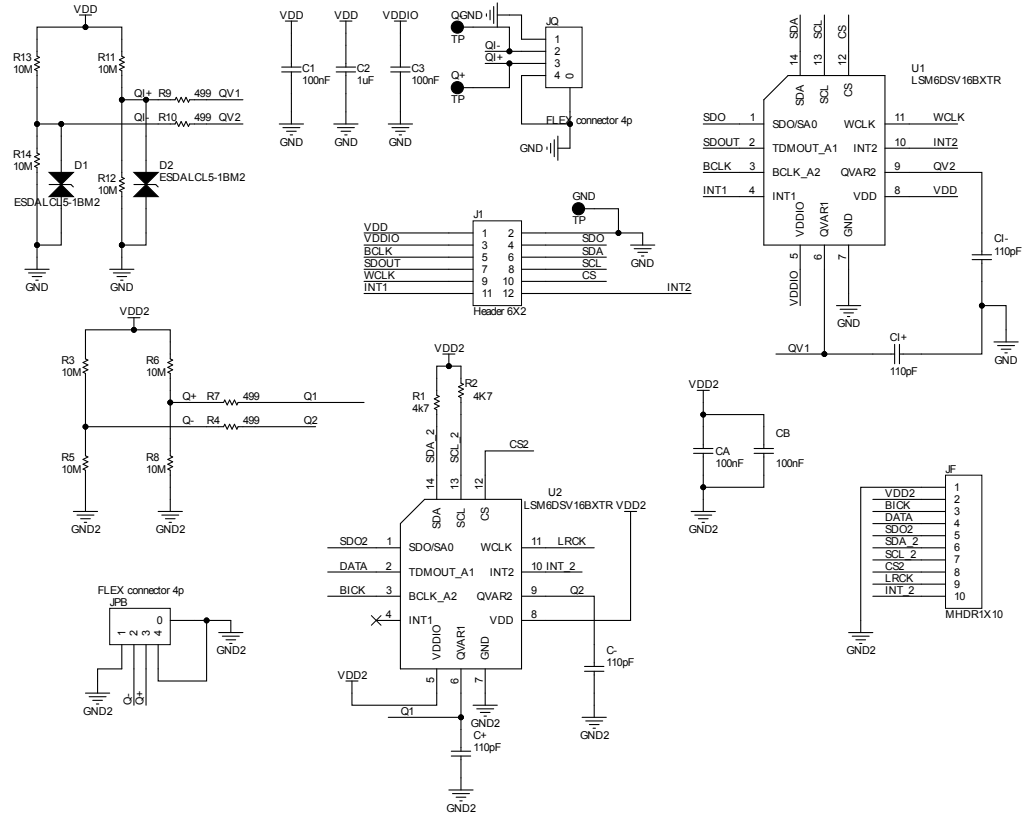 VDD
R13
10M
R11
10M
QI+ R9 499 QV1
QI- R10 499 QV2
R14
10M
D1
ESDALCL5-1BM2
R12
10M
D2
ESDALCL5-1BM2
GND
GND
VDD
C1
100nF
GND
VDD
C2
1uF
GND
VDDIO
C3
100nF
GND
QGND
TP
QI-
QI+
Q+
TP
JQ
1
2
3
4 0
FLEX connector 4p
GND
U1
LSM6DSV16BXTR
SDA
SCL
CS
14
13
12
SDA
SCL
CS
SDO 1 SDO/SA0 WCLK 11 WCLK
SDOUT 2 TDMOUT_A1 INT2 10 INT2
BCLK 3 BCLK_A2 QVAR2 9 QV2
INT1 4 INT1 VDD 8 VDD
VDDIO
QVAR1
GND
5
6
7
VDDIO
GND
QV1
CI+
110pF
CI-
110pF
GND
GND
TP
GND
J1
VDD 1 2
VDDIO 3 4 SDO
BCLK 5 6 SDA
SDOUT 7 8 SCL
WCLK 9 10 CS
INT1 11 12 INT2
Header 6X2
VDD2
R3
10M
R6
10M
Q+ R7 499 Q1
Q- R4 499 Q2
R5
10M
R8
10M
GND2
GND2
VDD2
R1
4k7
R2
4K7
SDA_2
SCL_2
CS2
14
13
12
U2
LSM6DSV16BXTR
VDD2
SDA
SCL
CS
SDO2 1 SDO/SA0 WCLK 11 LRCK
DATA 2 TDMOUT_A1 INT2 10 INT_2
BICK 3 BCLK_A2 QVAR2 9 Q2
4 INT1 VDD 8
VDDIO
QVAR1
GND
5
6
7
VDD2
Q1
GND2
C+
110pF
GND2
C-
110pF
GND2
VDD2
CA
100nF
CB
100nF
GND2
JF
1
VDD2 2
BICK 3
DATA 4
SDO2 5
SDA_2 6
SCL_2 7
CS2 8
LRCK 9
INT_2 10
MHDR1X10
GND2
FLEX connector 4p
JPB
0
1 2 3 4
GND2
Q-
Q+
GND2